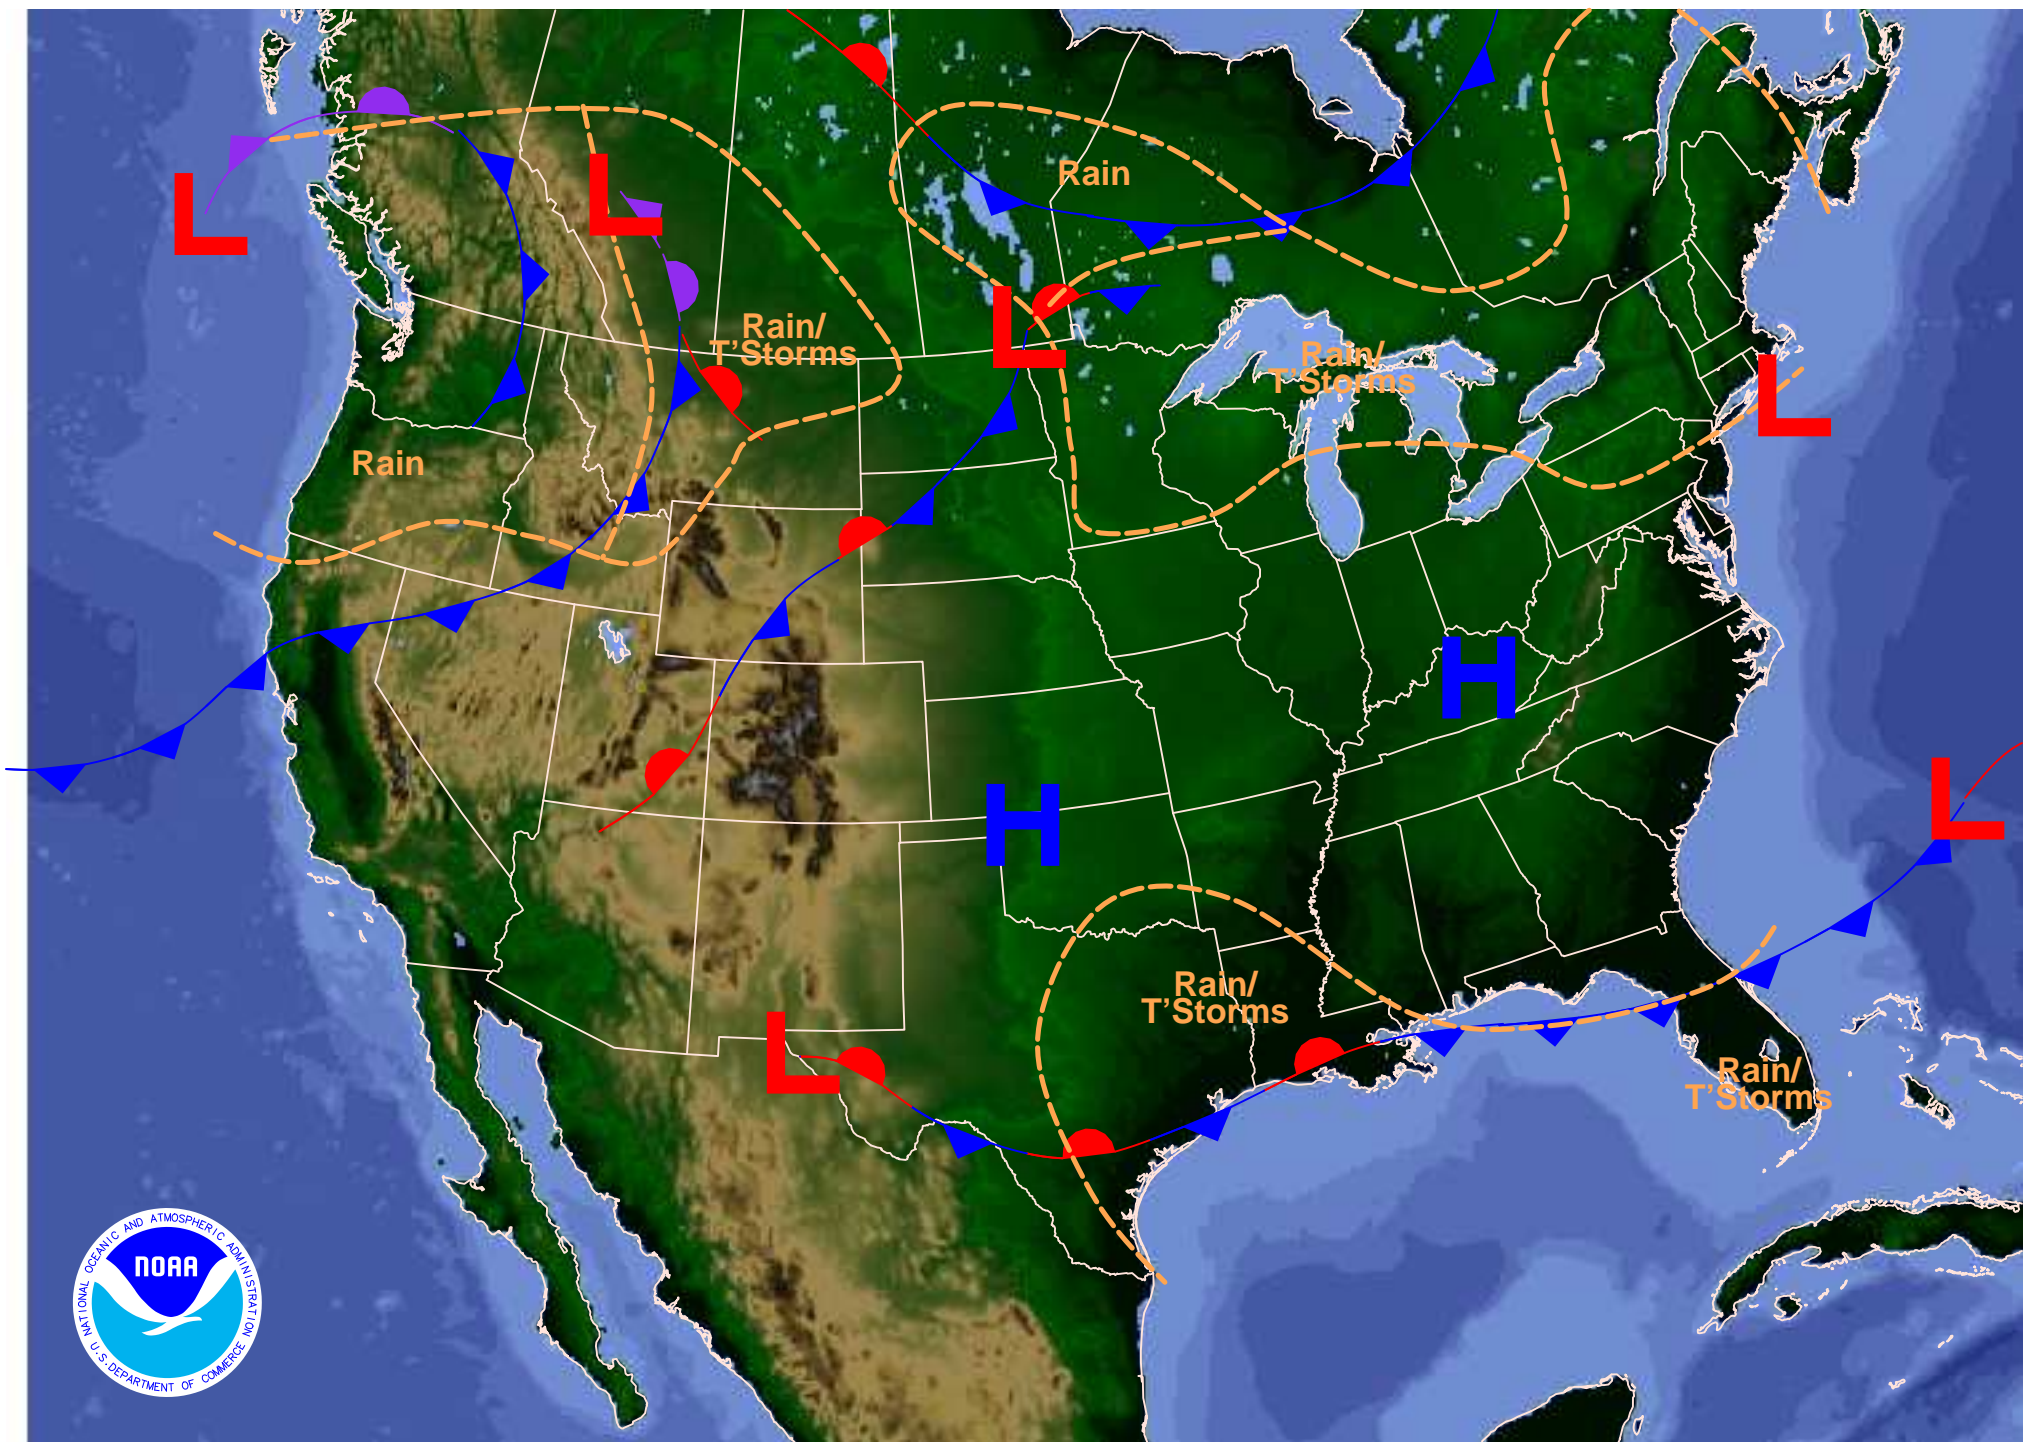 L
L
Rain
Rain/
T'Storms
L
Rain/
T'Storms
L
Rain
H
H
L
Rain/
T'Storms
L
Rain/
T'Storms
NATIONAL OCEANIC AND ATMOSPHERIC ADMINISTRATION
NOAA
U.S. DEPARTMENT OF COMMERCE